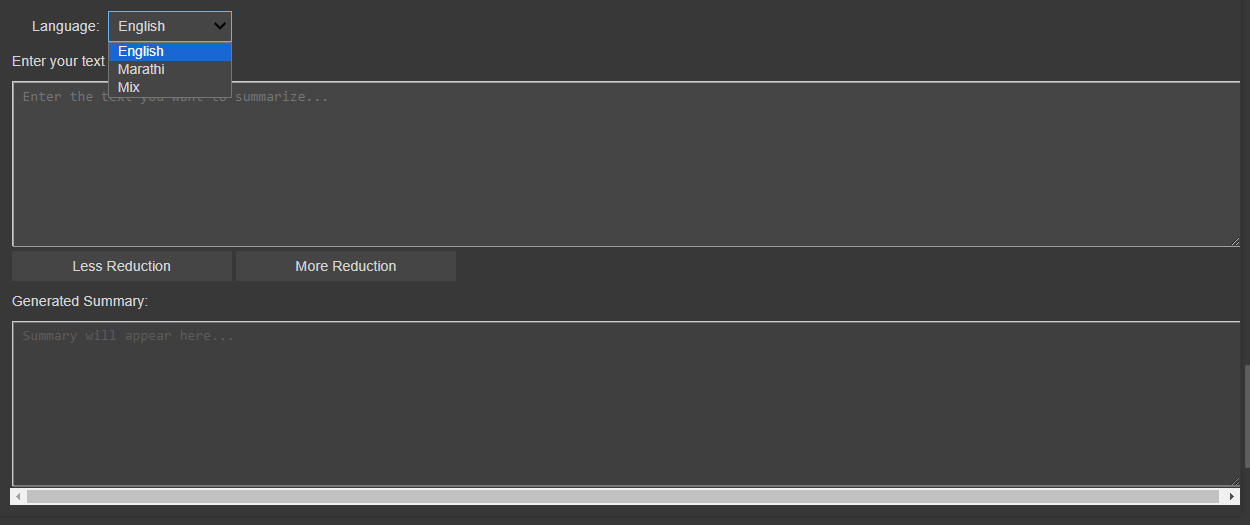 Language: English
English
Marathi
Mix
Enter your text
Enter the text you want to summarize...
Less Reduction More Reduction
Generated Summary:
Summary will appear here...